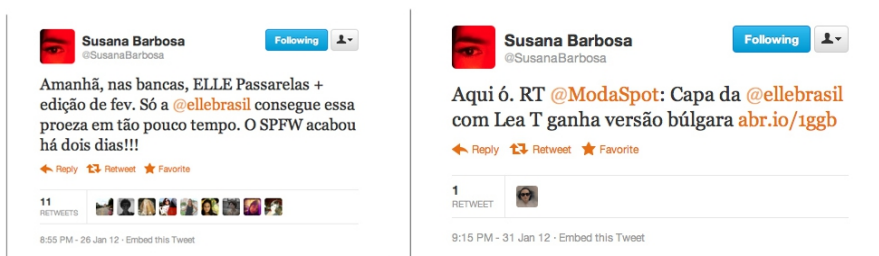 Susana Barbosa
@SusanaBarbosa
Following
Amanhã, nas bancas, ELLE Passarelas +
edição de fev. Só a @ellebrasil consegue essa
proeza em tão pouco tempo. O SPFW acabou
há dois dias!!!
Reply Retweet Favorite
11
RETWEETS
8:55 PM - 26 Jan 12 · Embed this Tweet
Susana Barbosa
@SusanaBarbosa
Following
Aqui ó. RT @ModaSpot: Capa da @ellebrasil
com Lea T ganha versão búlgara abr.io/1ggb
Reply Retweet Favorite
1
RETWEET
9:15 PM - 31 Jan 12 · Embed this Tweet